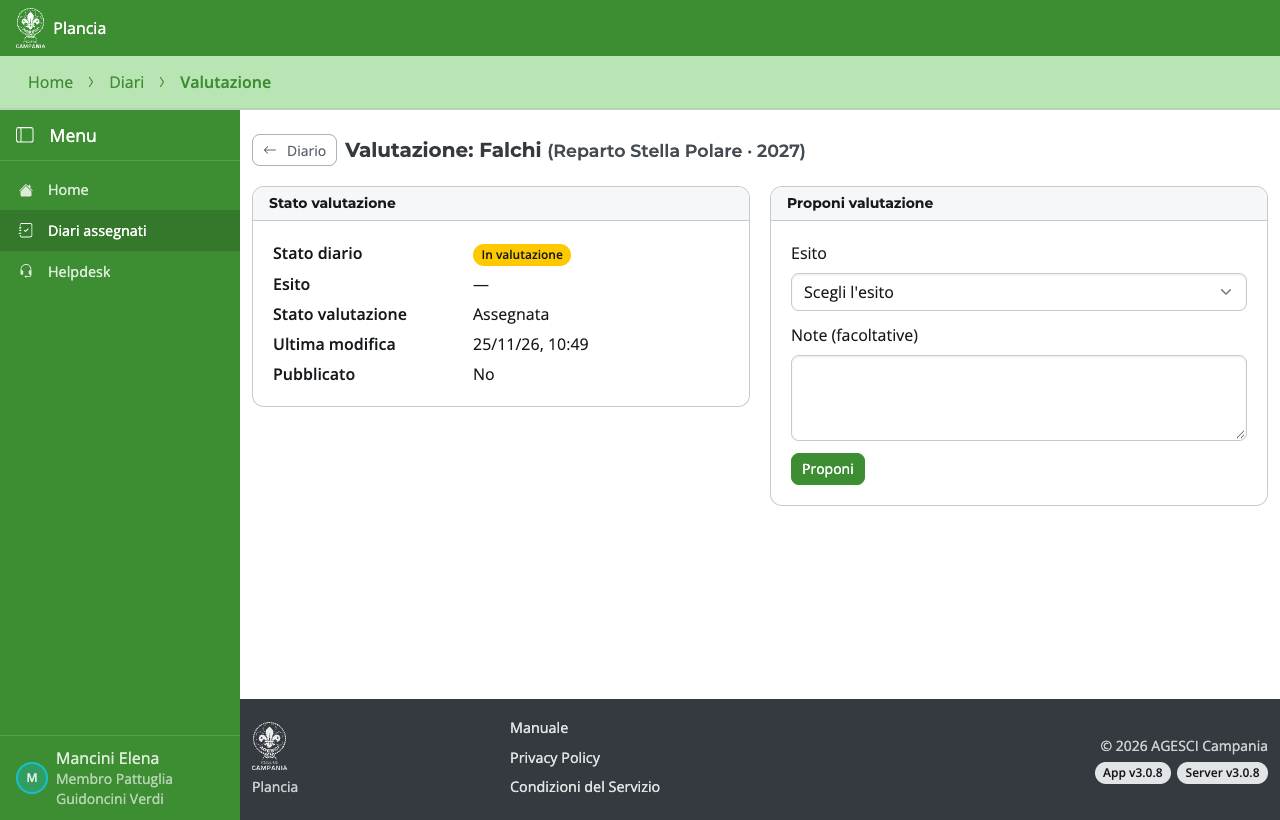 CAMPANIA
Plancia
Home
Diari
Valutazione
Menu
Home
Diari assegnati
Helpdesk
Diario
Valutazione: Falchi (Reparto Stella Polare · 2027)
Stato valutazione
Stato diario
In valutazione
Esito
—
Stato valutazione
Assegnata
Ultima modifica
25/11/26, 10:49
Pubblicato
No
Proponi valutazione
Esito
Scegli l'esito
Note (facoltative)
Proponi
M
Mancini Elena
Membro Pattuglia
Guidoncini Verdi
CAMPANIA
Plancia
Manuale
Privacy Policy
Condizioni del Servizio
© 2026 AGESCI Campania
App v3.0.8
Server v3.0.8